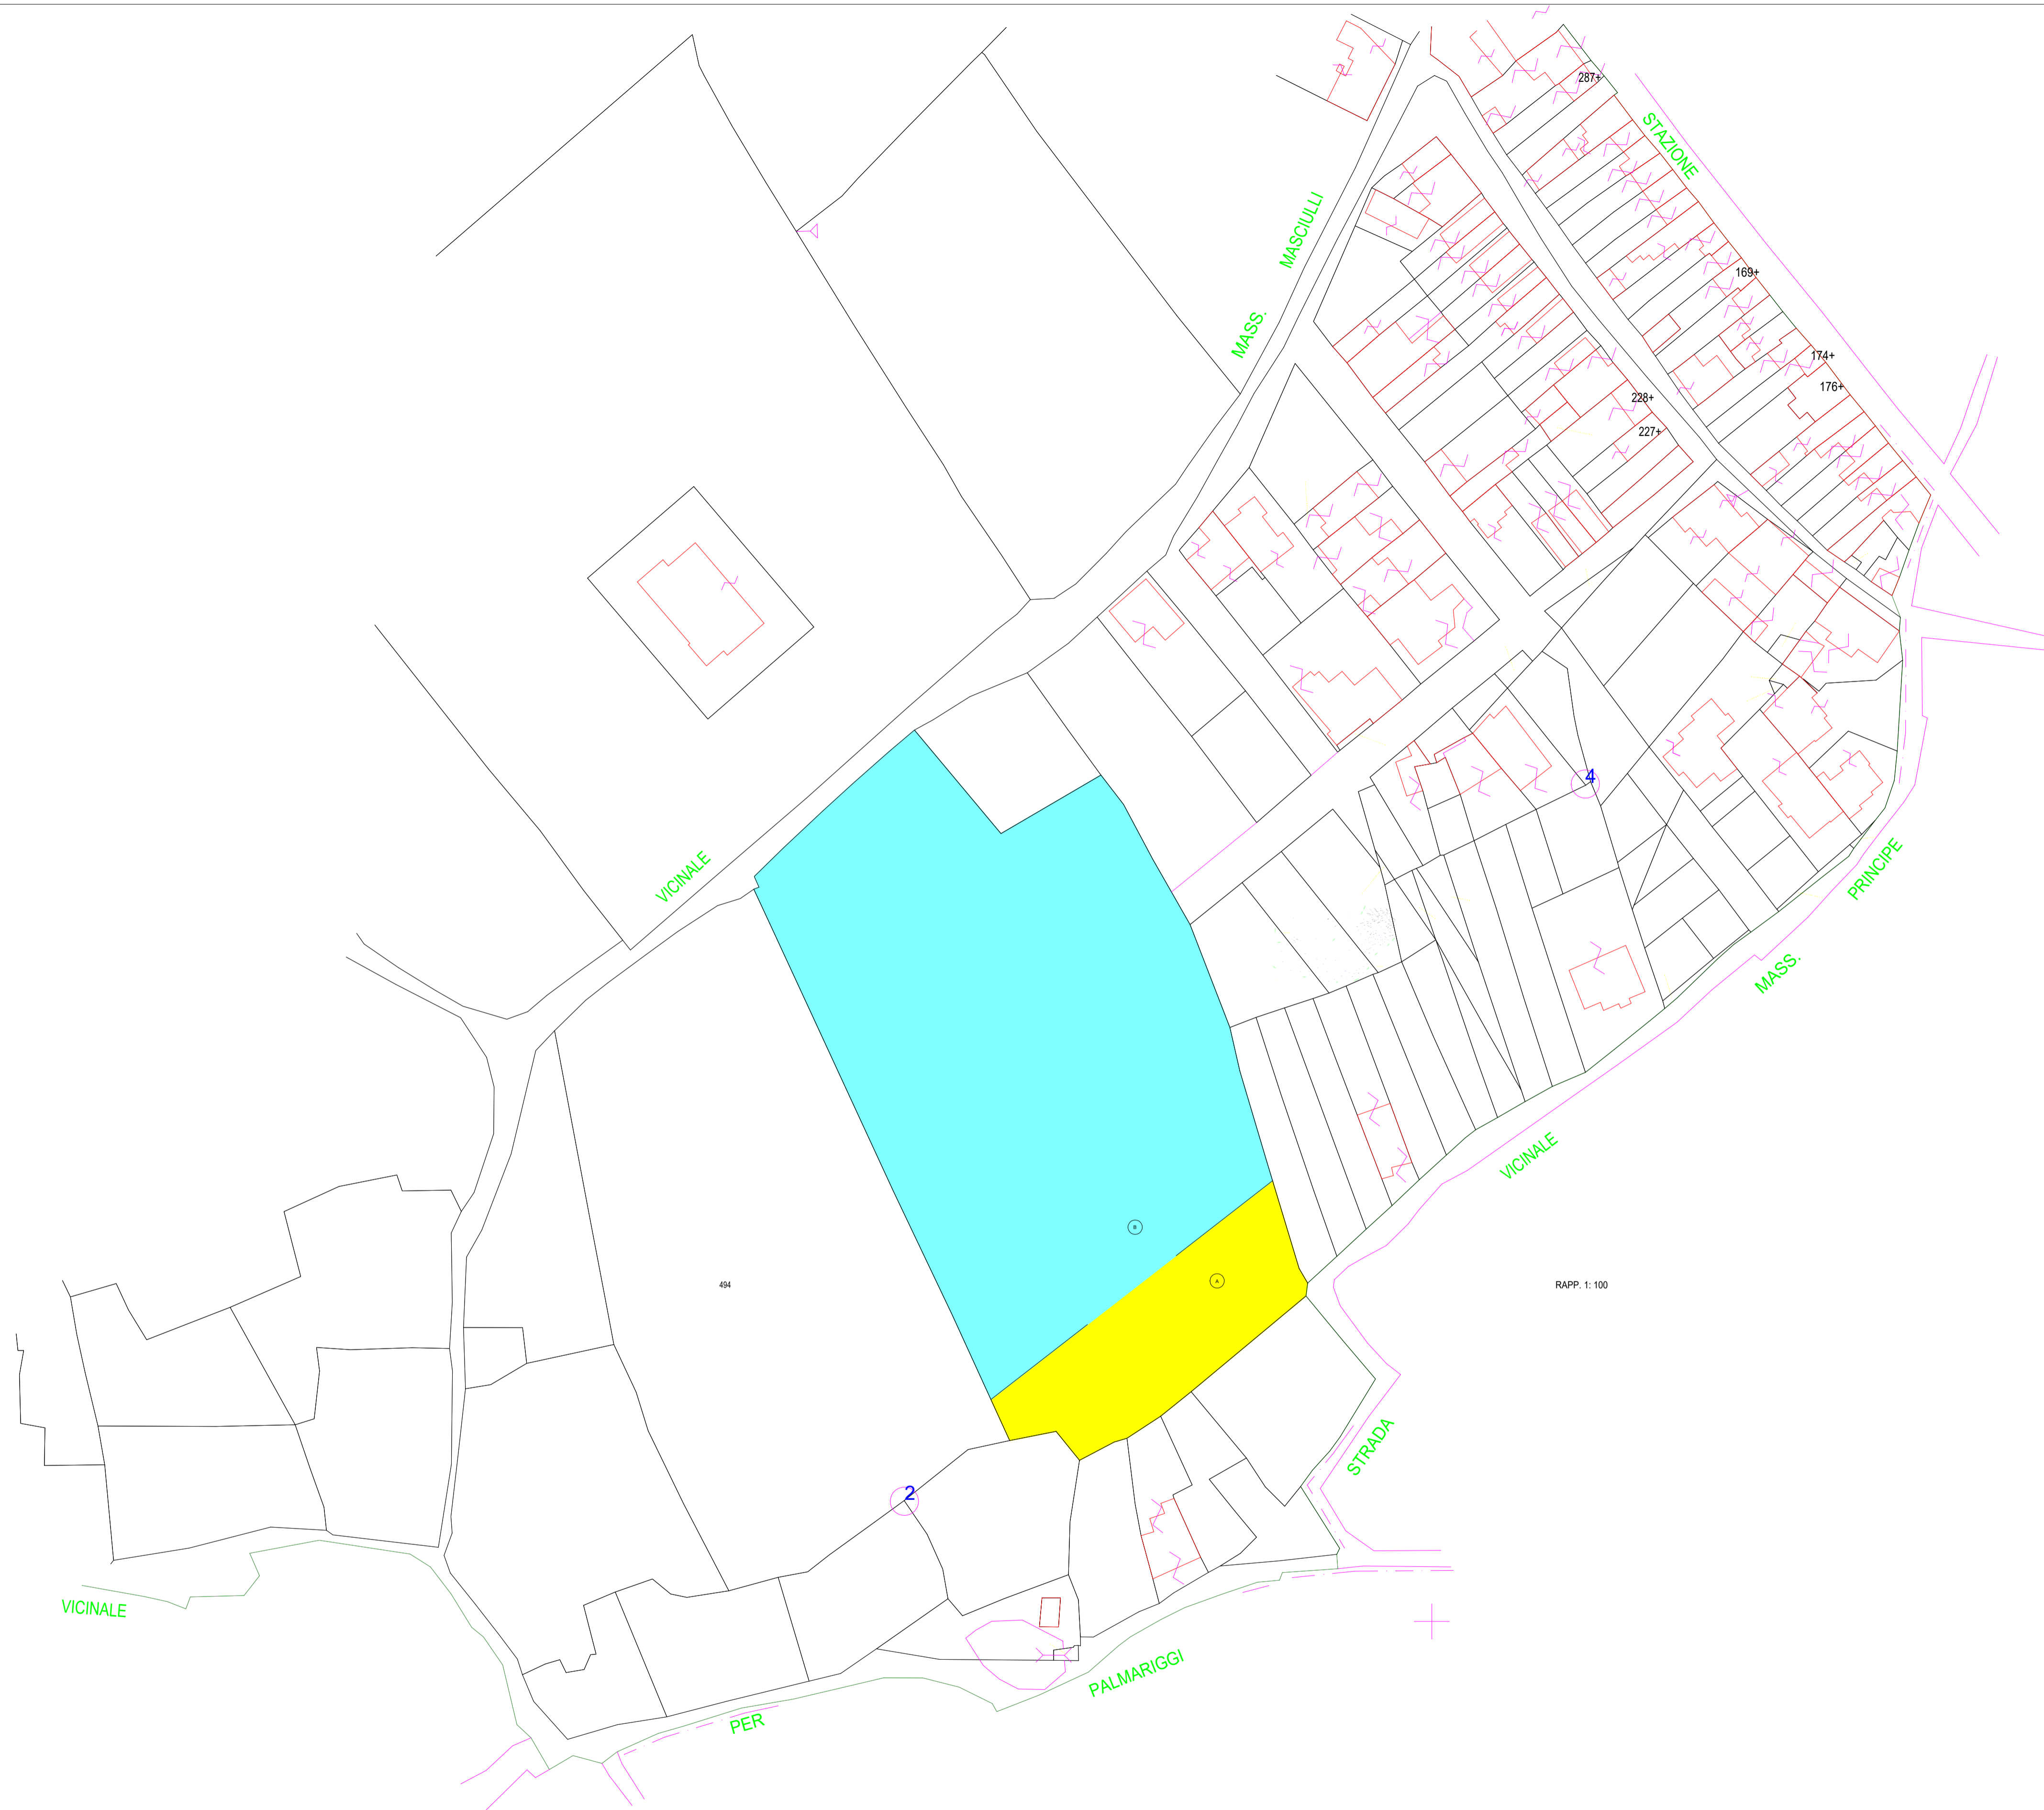 287+
STAZIONE
MASCIULLI
169+
MASS.
174+
176+
228+
227+
4
VICINALE
PRINCIPE
MASS.
VICINALE
B
A
494
RAPP. 1: 100
STRADA
2
VICINALE
PALMARIGGI
PER